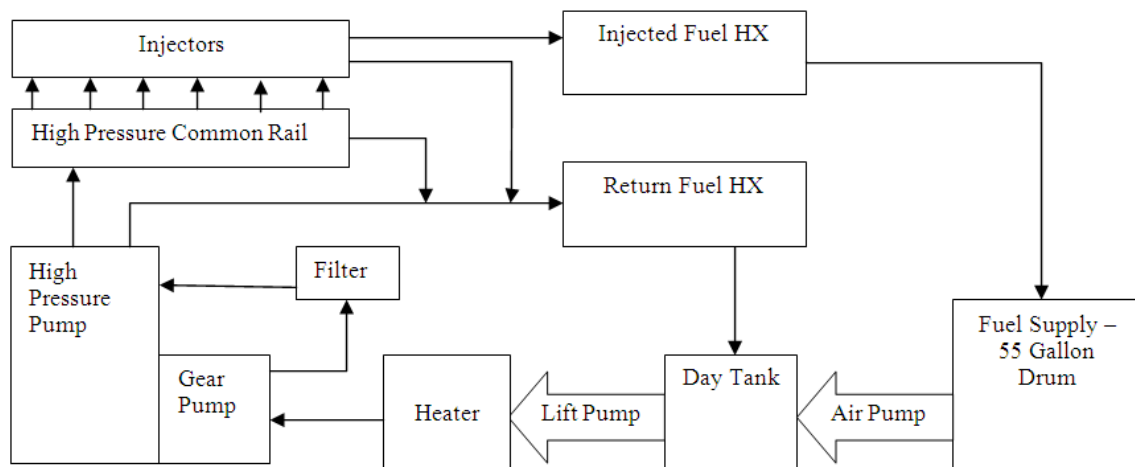 Injectors
Injected Fuel HX
High Pressure Common Rail
Return Fuel HX
High
Pressure
Pump
Filter
Fuel Supply –
55 Gallon
Drum
Gear
Pump
Heater
Lift Pump
Day Tank
Air Pump